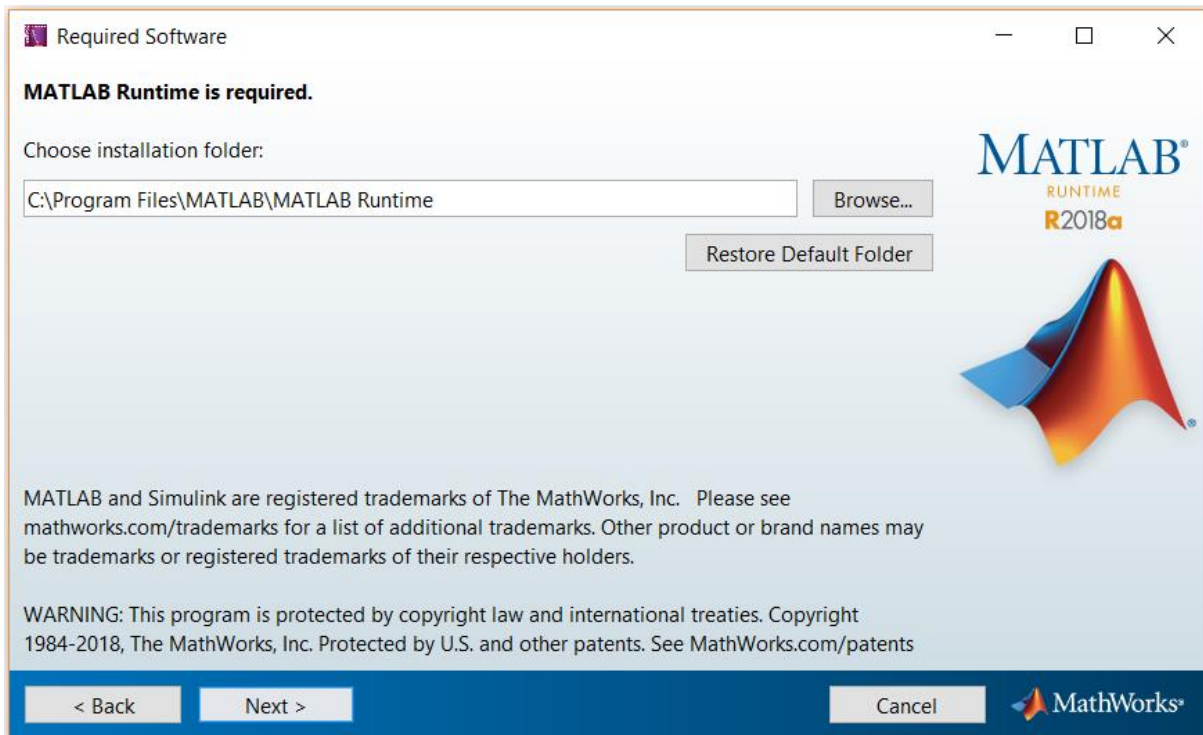 Required Software
MATLAB Runtime is required.
Choose installation folder:
C:\Program Files\MATLAB\MATLAB Runtime
Browse...
Restore Default Folder
MATLAB®
RUNTIME
R2018a
®
MATLAB and Simulink are registered trademarks of The MathWorks, Inc.   Please see
mathworks.com/trademarks for a list of additional trademarks. Other product or brand names may
be trademarks or registered trademarks of their respective holders.
WARNING: This program is protected by copyright law and international treaties. Copyright
1984-2018, The MathWorks, Inc. Protected by U.S. and other patents. See MathWorks.com/patents
< Back
Next >
Cancel
MathWorks®